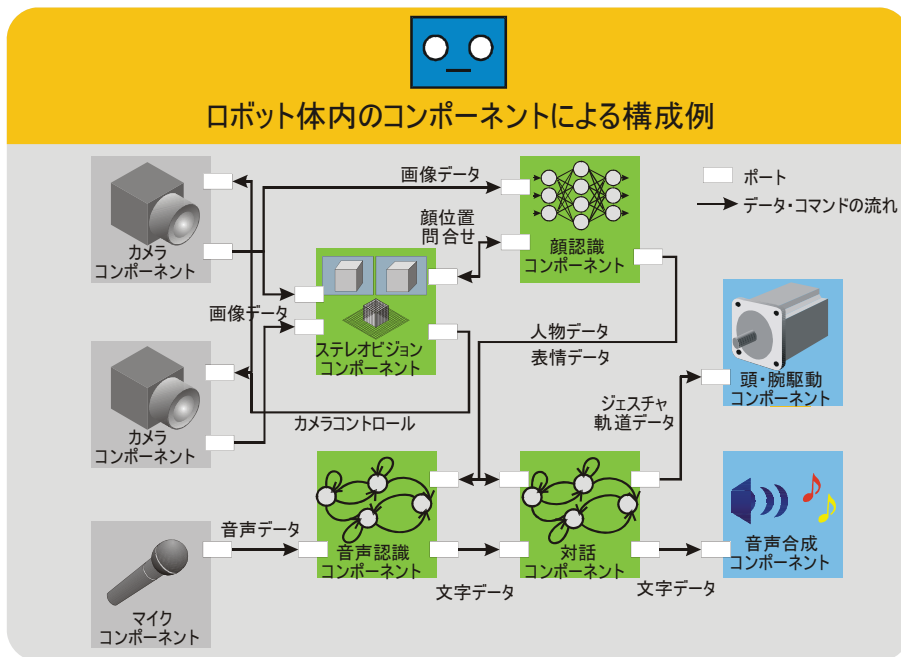 ロボット体内のコンポーネントによる構成例
カメラ
コンポーネント
画像データ
顔位置
問合せ
顔認識
コンポーネント
ポート
データ・コマンドの流れ
画像データ
ステレオビジョン
コンポーネント
人物データ
表情データ
頭・腕駆動
コンポーネント
カメラ
コンポーネント
カメラコントロール
ジェスチャ
軌道データ
マイク
コンポーネント
音声データ
音声認識
コンポーネント
文字データ
対話
コンポーネント
文字データ
音声合成
コンポーネント